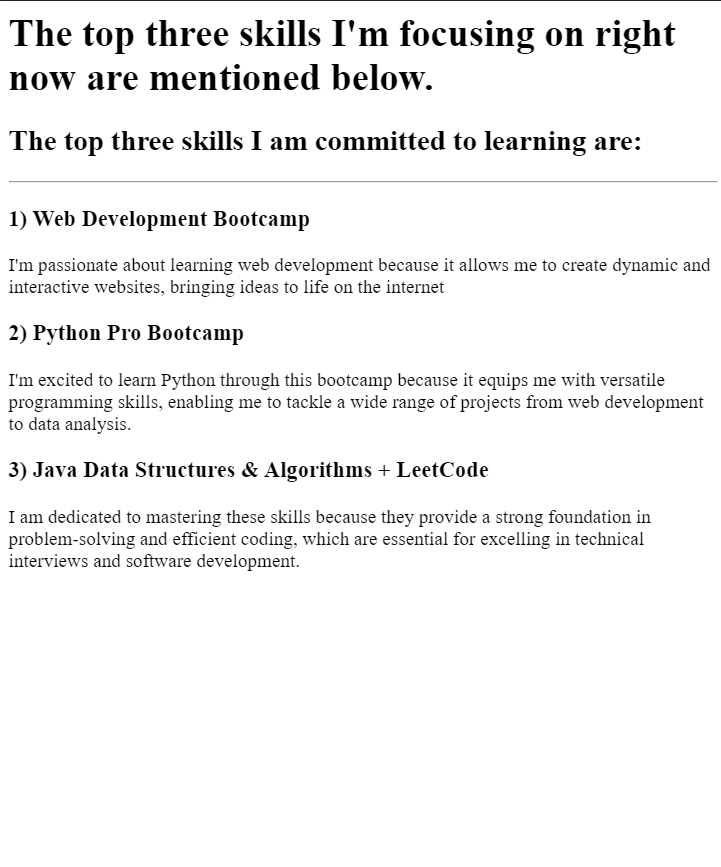 The top three skills I'm focusing on right
now are mentioned below.
The top three skills I am committed to learning are:
1) Web Development Bootcamp
I'm passionate about learning web development because it allows me to create dynamic and
interactive websites, bringing ideas to life on the internet
2) Python Pro Bootcamp
I'm excited to learn Python through this bootcamp because it equips me with versatile
programming skills, enabling me to tackle a wide range of projects from web development
to data analysis.
3) Java Data Structures & Algorithms + LeetCode
I am dedicated to mastering these skills because they provide a strong foundation in
problem-solving and efficient coding, which are essential for excelling in technical
interviews and software development.